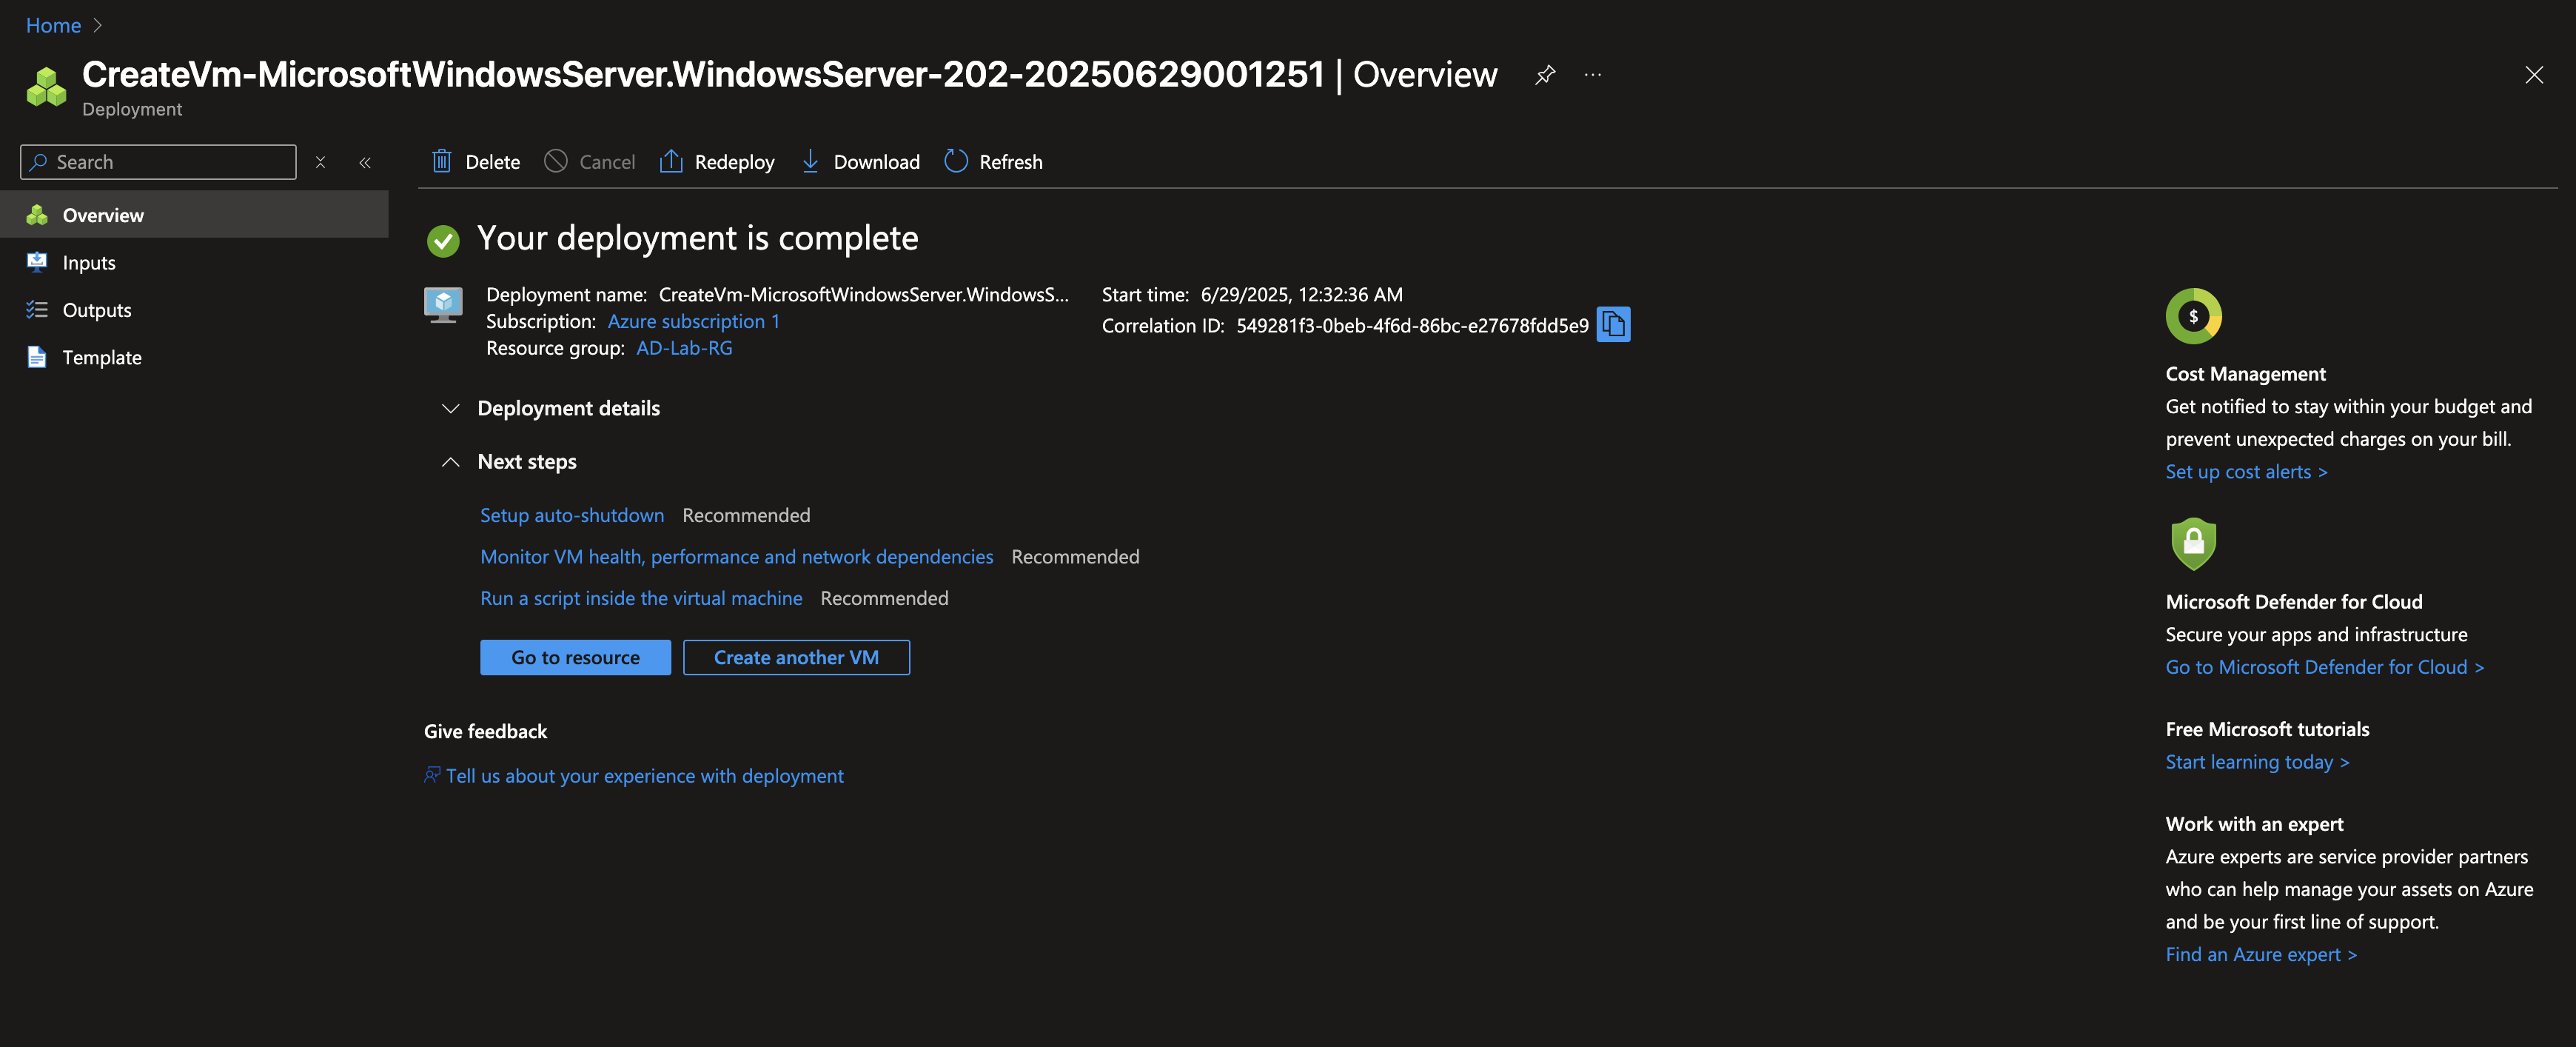 Home
CreateVm-MicrosoftWindowsServer.WindowsServer-202-20250629001251 | Overview
Deployment
Search
Delete
Cancel
Redeploy
Download
Refresh
Overview
Inputs
Outputs
Template
Your deployment is complete
Deployment name: CreateVm-MicrosoftWindowsServer.WindowsS...
Subscription: Azure subscription 1
Resource group: AD-Lab-RG
Start time: 6/29/2025, 12:32:36 AM
Correlation ID: 549281f3-0beb-4f6d-86bc-e27678fdd5e9
Deployment details
Next steps
Setup auto-shutdown Recommended
Monitor VM health, performance and network dependencies Recommended
Run a script inside the virtual machine Recommended
Go to resource
Create another VM
Give feedback
Tell us about your experience with deployment
$
Cost Management
Get notified to stay within your budget and
prevent unexpected charges on your bill.
Set up cost alerts >
Microsoft Defender for Cloud
Secure your apps and infrastructure
Go to Microsoft Defender for Cloud >
Free Microsoft tutorials
Start learning today >
Work with an expert
Azure experts are service provider partners
who can help manage your assets on Azure
and be your first line of support.
Find an Azure expert >